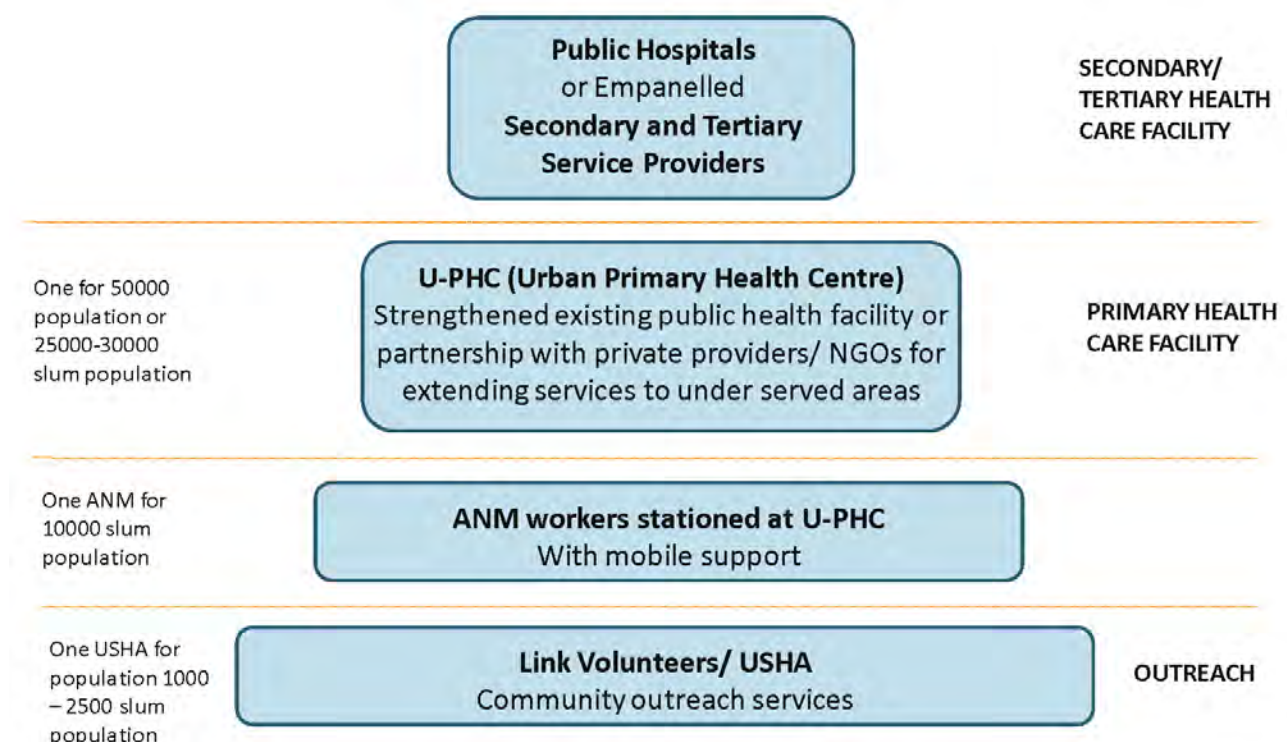 Public Hospitals
or Empanelled
Secondary and Tertiary
Service Providers
SECONDARY/
TERTIARY HEALTH
CARE FACILITY
One for 50000
population or
25000-30000
slum population
U-PHC (Urban Primary Health Centre)
Strengthened existing public health facility or
partnership with private providers/ NGOs for
extending services to under served areas
PRIMARY HEALTH
CARE FACILITY
One ANM for
10000 slum
population
ANM workers stationed at U-PHC
With mobile support
One USHA for
population 1000
– 2500 slum
population
Link Volunteers/ USHA
Community outreach services
OUTREACH